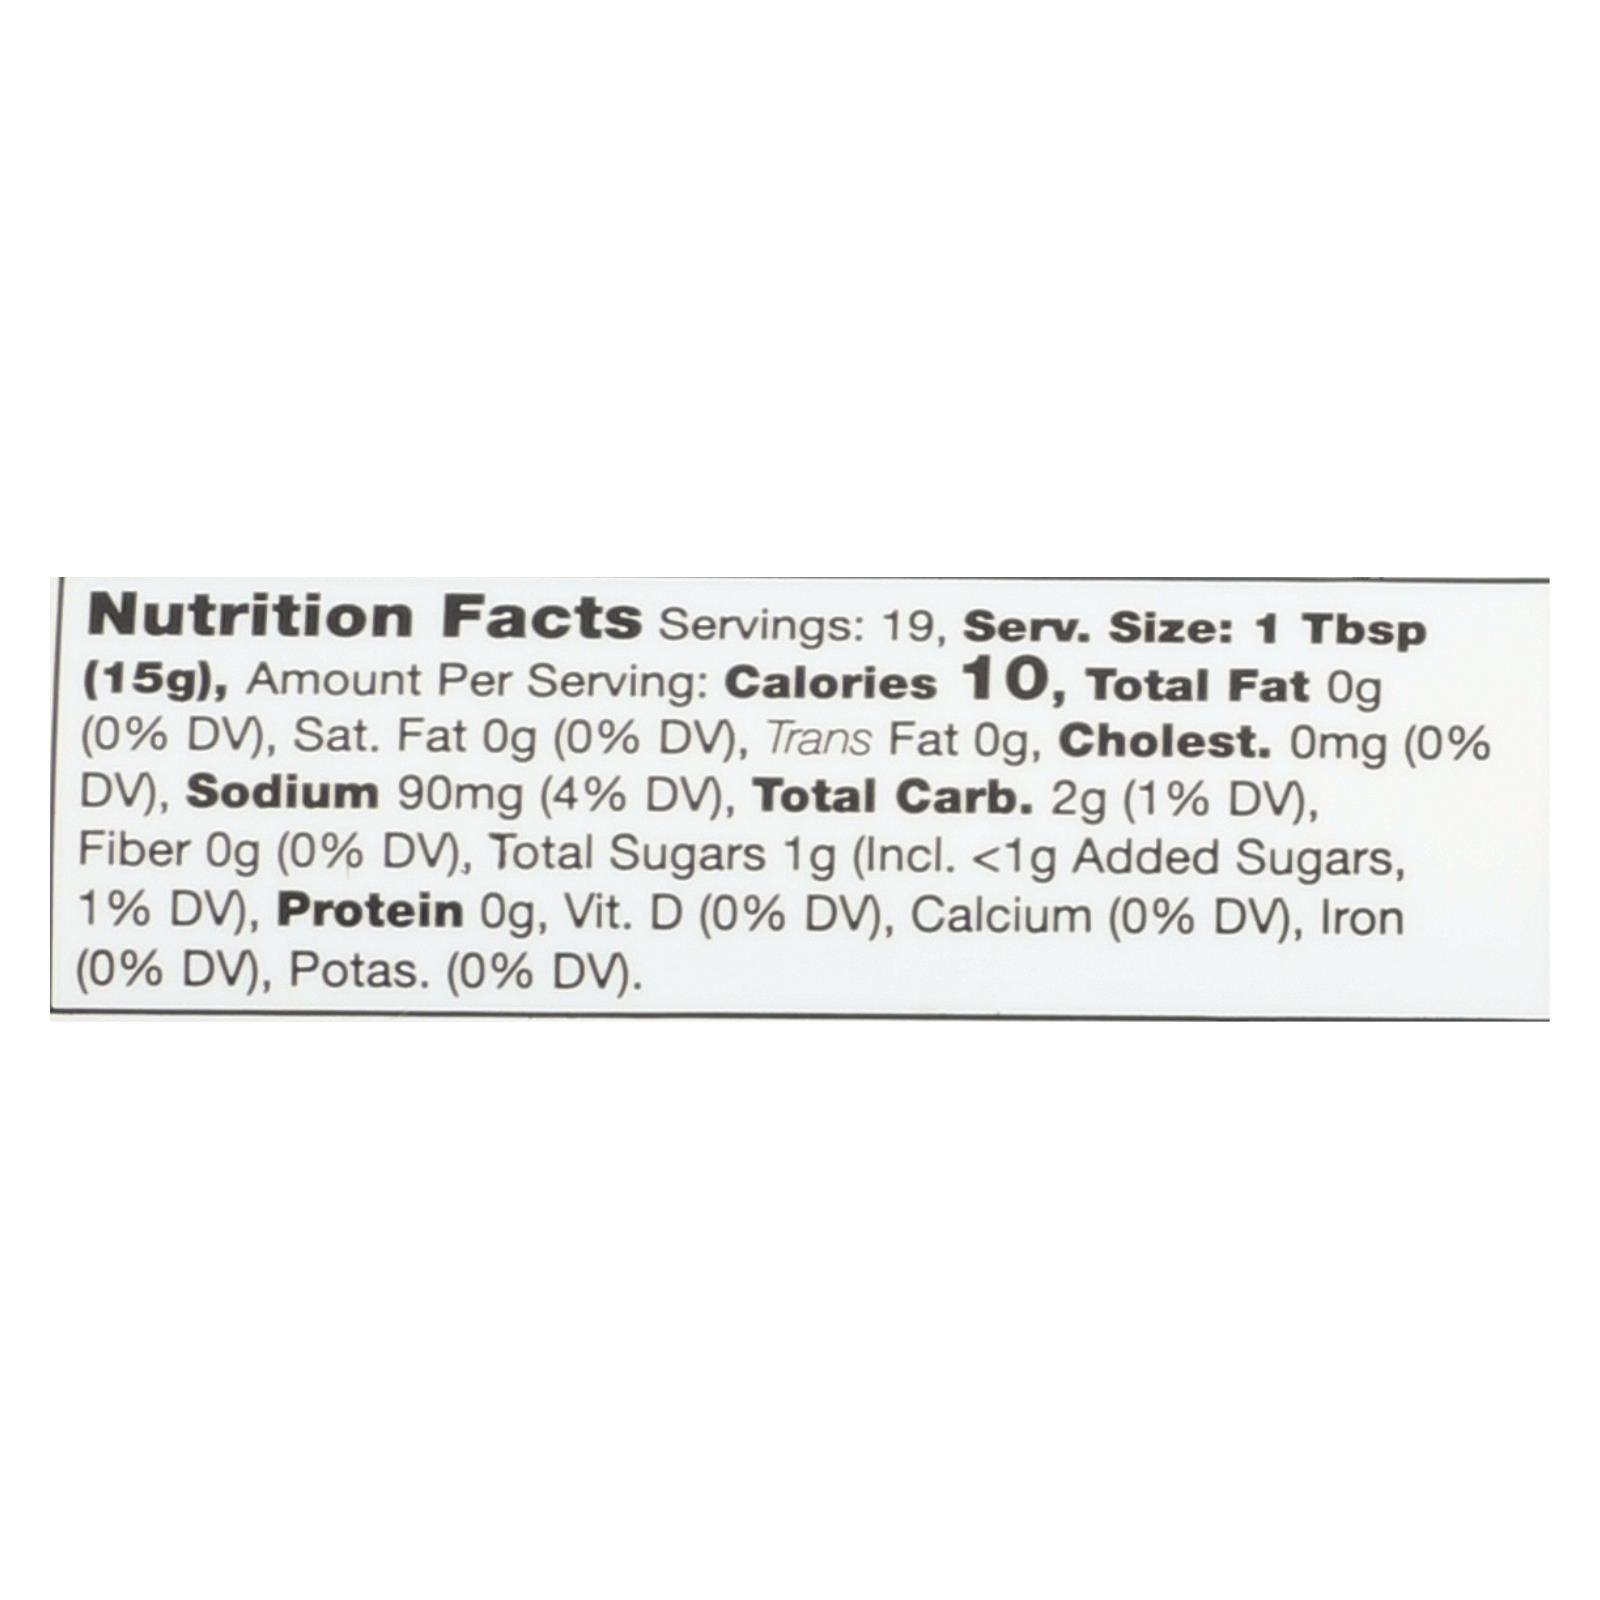 Nutrition Facts Servings: 19, Serv. Size: 1 Tbsp
(15g), Amount Per Serving: Calories 10, Total Fat 0g
(0% DV), Sat. Fat 0g (0% DV), Trans Fat 0g, Cholest. 0mg (0%
DV), Sodium 90mg (4% DV), Total Carb. 2g (1% DV),
Fiber 0g (0% DV), Total Sugars 1g (Incl. <1g Added Sugars,
1% DV), Protein 0g, Vit. D (0% DV), Calcium (0% DV), Iron
(0% DV), Potas. (0% DV).